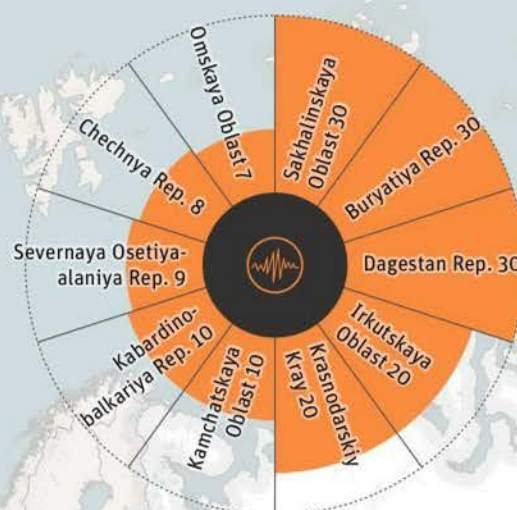 Sakhalinskaya
Oblast 30
Buryatiya Rep. 30
Dagestan Rep. 30
Irkutskaya
Oblast 20
Krasnodarskiy
Kray 20
Kamchatskaya
Oblast 10
Kabardino-
balkariya Rep. 10
Severnaya Osetiya-
alaniya Rep. 9
Chechnya Rep. 8
Omskaya Oblast 7